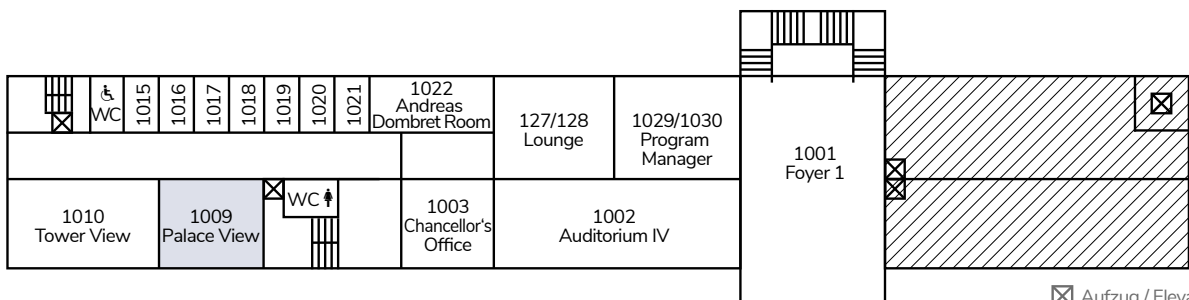 WC
1015
1016
1017
1018
1019
1020
1021
1022
Andreas
Dombret Room
127/128
Lounge
1029/1030
Program
Manager
1001
Foyer 1
1010
Tower View
1009
Palace View
WC
1003
Chancellor's
Office
1002
Auditorium IV
Aufzug / Eleva